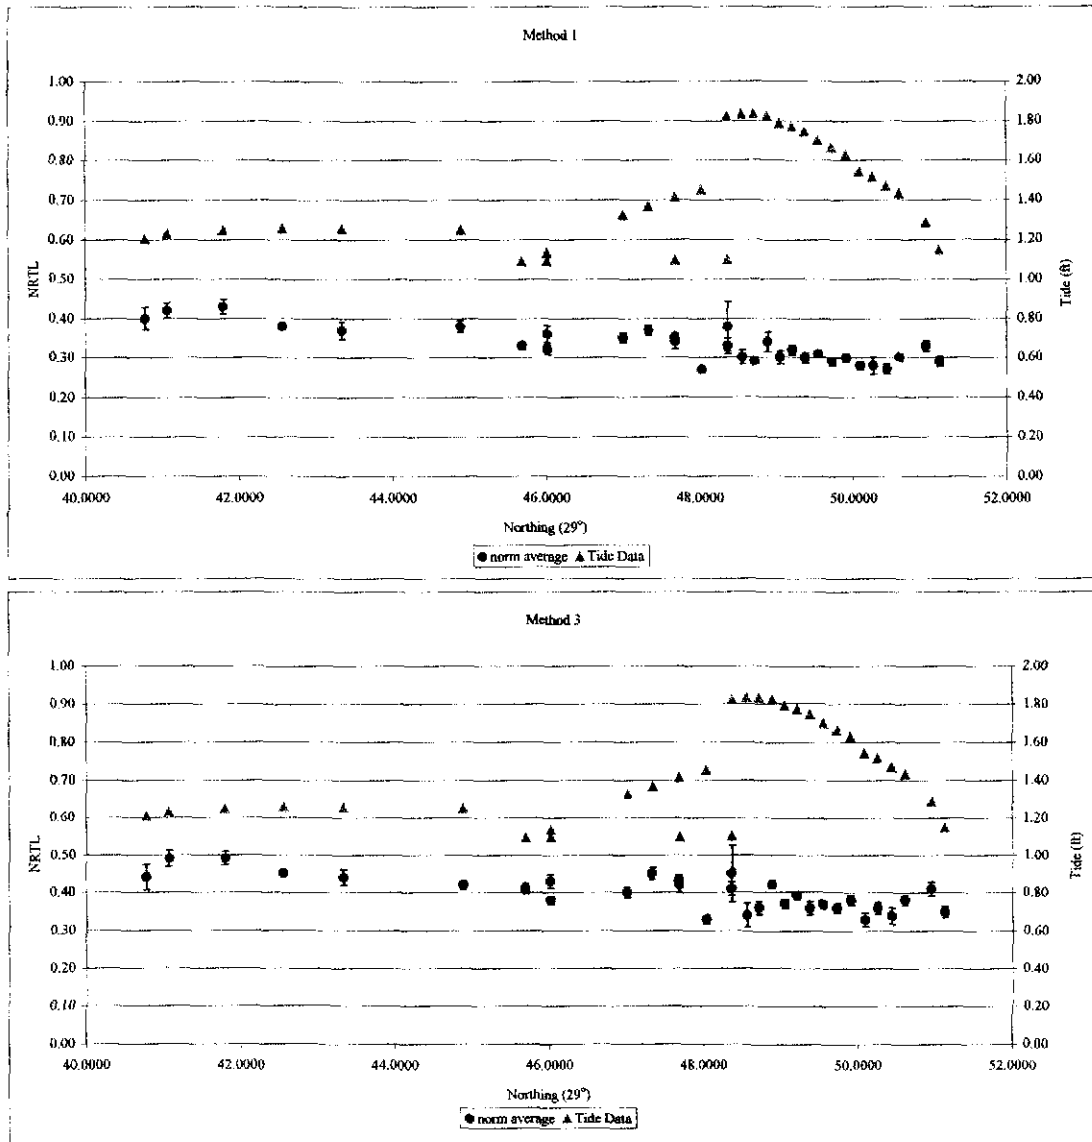 Method 1
1.00 2.00
0.90 1.80
0.80 1.60
0.70 1.40
0.60 1.20
0.50 1.00
0.40 0.80
0.30 0.60
0.20 0.40
0.10 0.20
0.00 0.00
NRTL
Tide (ft)
40.0000 42.0000 44.0000 46.0000 48.0000 50.0000 52.0000
Northing (29°)
norm average Tide Data
Method 3
1.00 2.00
0.90 1.80
0.80 1.60
0.70 1.40
0.60 1.20
0.50 1.00
0.40 0.80
0.30 0.60
0.20 0.40
0.10 0.20
0.00 0.00
NRTL
Tide (ft)
40.0000 42.0000 44.0000 46.0000 48.0000 50.0000 52.0000
Northing (29°)
norm average Tide Data